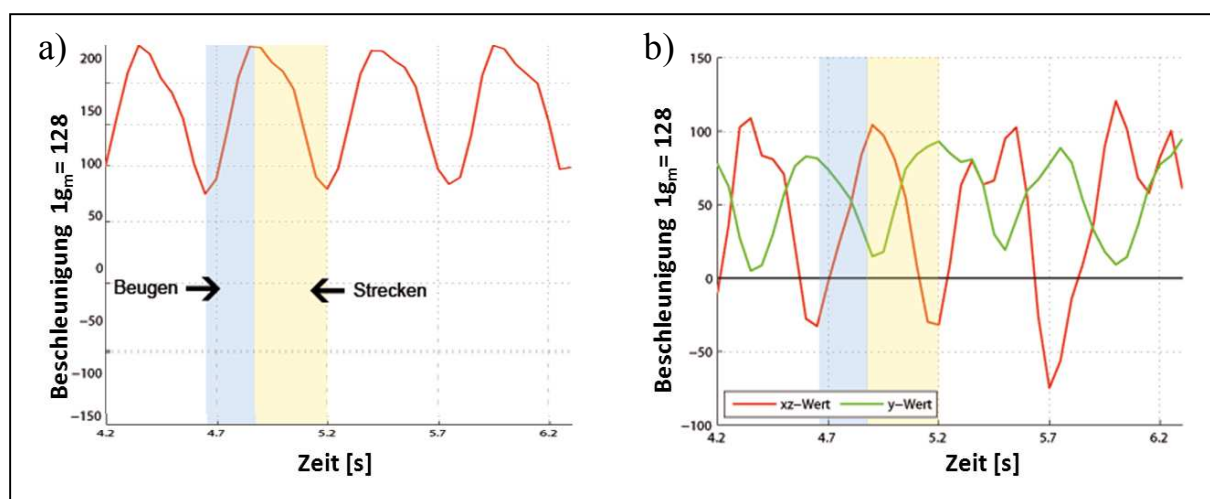 a)
Beschleunigung 1gₘ= 128
200
150
100
50
0
−50
−100
−150
Beugen
Strecken
4.2 4.7 5.2 5.7 6.2
Zeit [s]
b)
Beschleunigung 1gₘ= 128
150
100
50
0
−50
−100
xz−Wert y−Wert
4.2 4.7 5.2 5.7 6.2
Zeit [s]